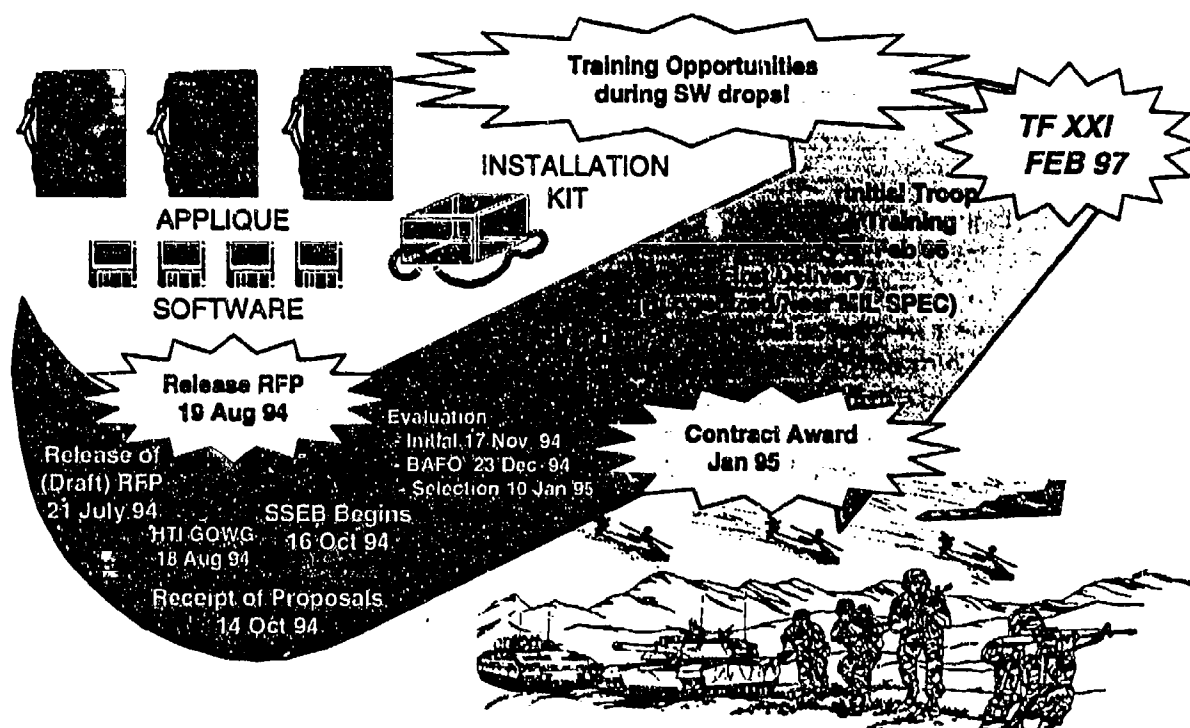 Training Opportunities
during SW drops!
TF XXI
FEB 97
INSTALLATION
KIT
APPLIQUE
SOFTWARE
Initial Troop
Training
Delivery
MIL SPEC)
Release RFP
19 Aug 94
Evaluation
- Initial 17 Nov 94
- BAFO 23 Dec 94
- Selection 10 Jan 95
Contract Award
Jan 95
Release of
(Draft) RFP
21 July 94
HTI GOWG
18 Aug 94
SSEB Begins
16 Oct 94
Receipt of Proposals
14 Oct 94